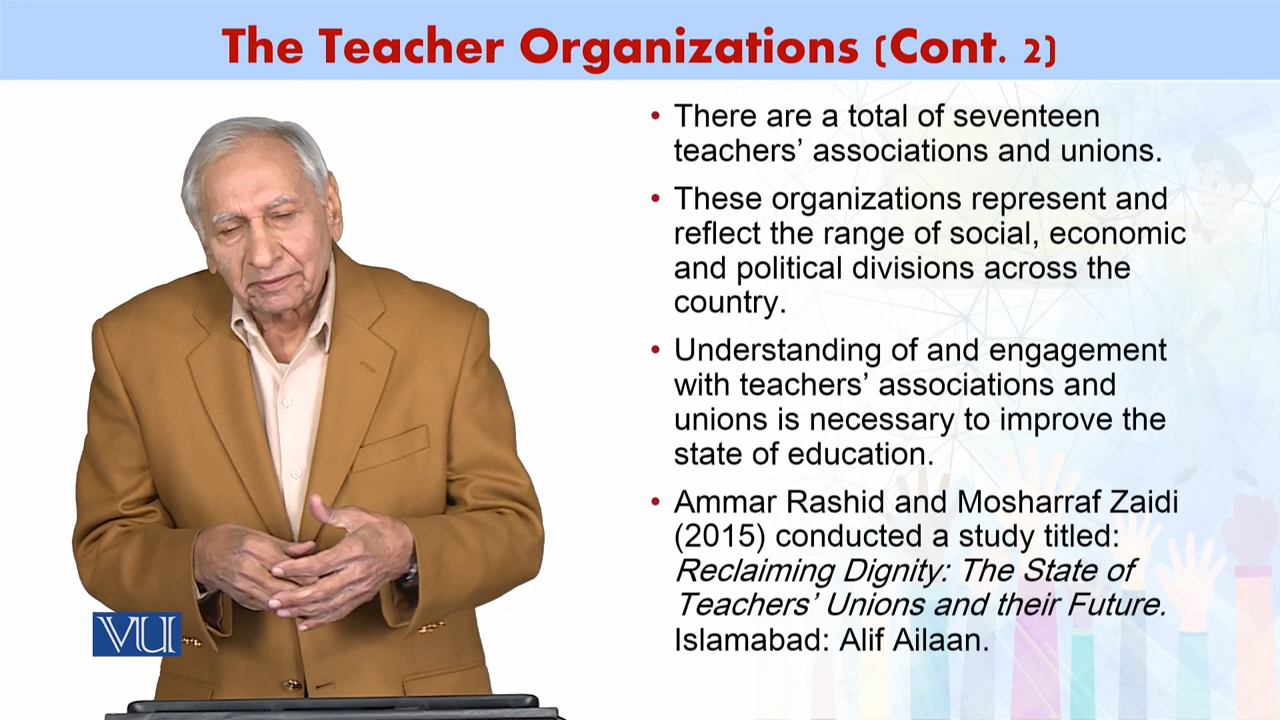 The Teacher Organizations (Cont. 2)
• There are a total of seventeen
teachers’ associations and unions.
• These organizations represent and
reflect the range of social, economic
and political divisions across the
country.
• Understanding of and engagement
with teachers’ associations and
unions is necessary to improve the
state of education.
• Ammar Rashid and Mosharraf Zaidi
(2015) conducted a study titled:
Reclaiming Dignity: The State of
Teachers’ Unions and their Future.
Islamabad: Alif Ailaan.
VU